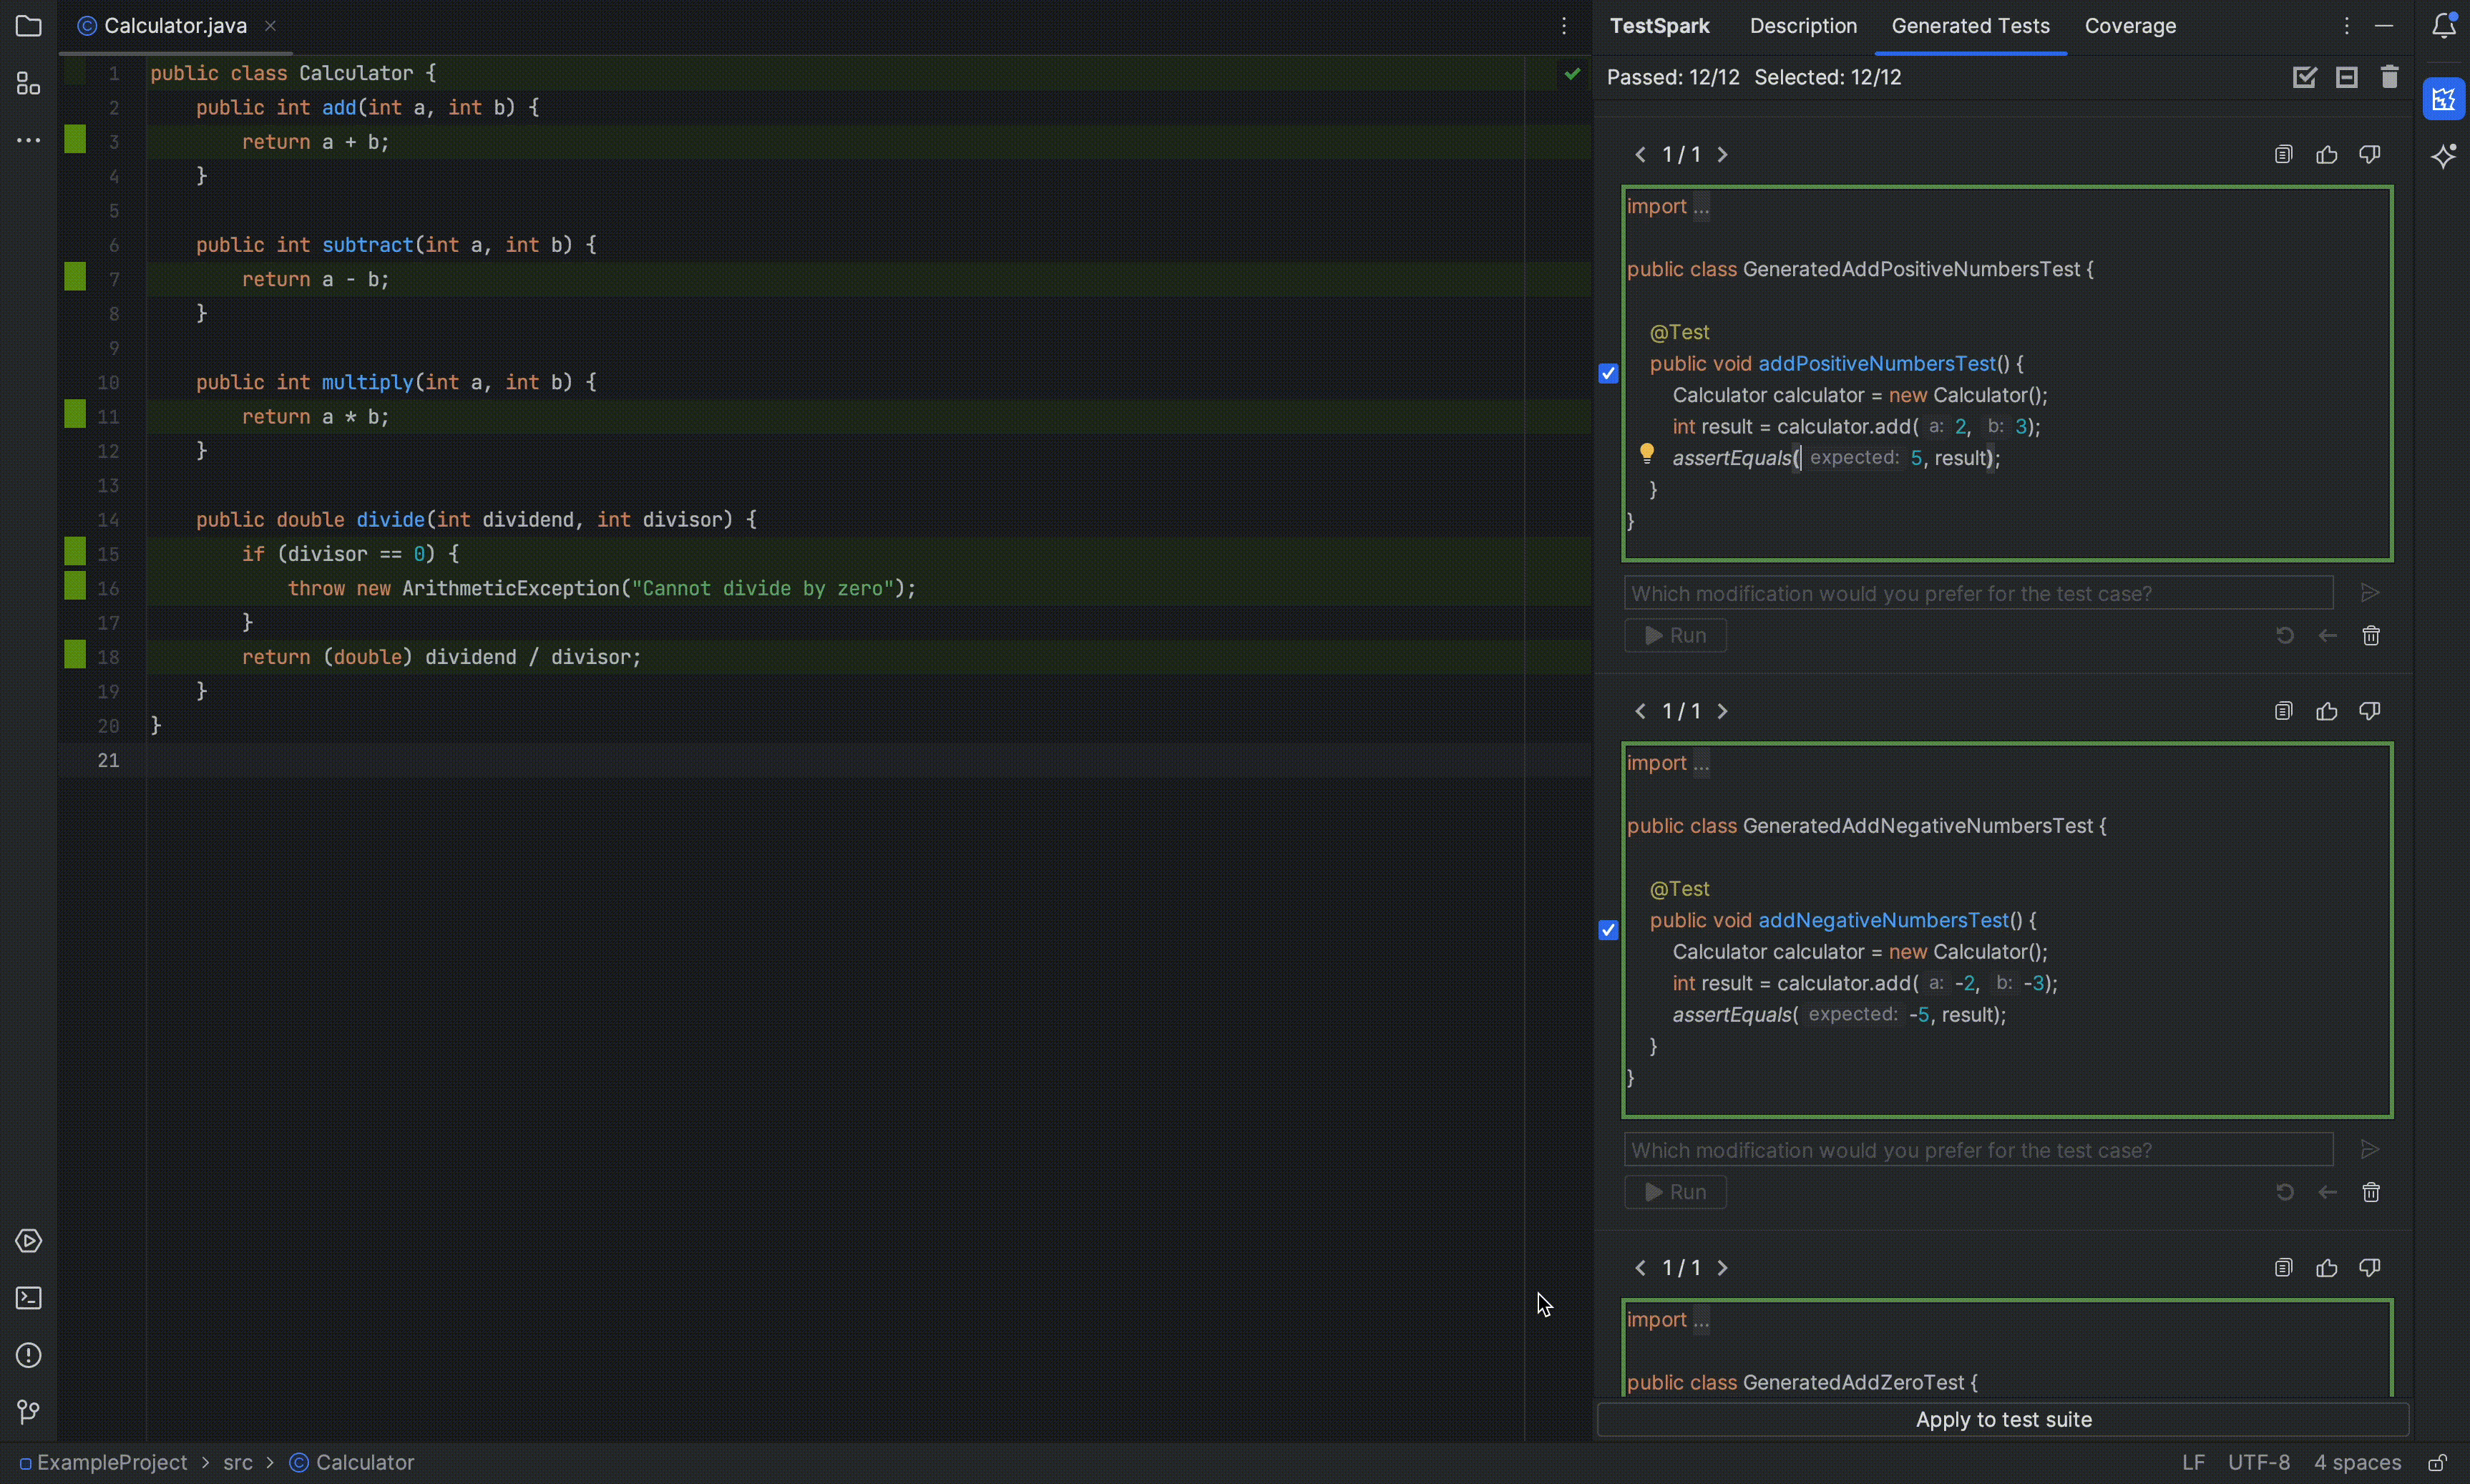 Calculator.java
1 public class Calculator {
2 public int add(int a, int b) {
3 return a + b;
4 }
5
6 public int subtract(int a, int b) {
7 return a - b;
8 }
9
10 public int multiply(int a, int b) {
11 return a * b;
12 }
13
14 public double divide(int dividend, int divisor) {
15 if (divisor == 0) {
16 throw new ArithmeticException("Cannot divide by zero");
17 }
18 return (double) dividend / divisor;
19 }
20 }
21
TestSpark Description Generated Tests Coverage
Passed: 12/12 Selected: 12/12
1 / 1
import ...
public class GeneratedAddPositiveNumbersTest {
@Test
public void addPositiveNumbersTest() {
Calculator calculator = new Calculator();
int result = calculator.add( a: 2, b: 3);
assertEquals( expected: 5, result);
}
}
Which modification would you prefer for the test case?
Run
1 / 1
import ...
public class GeneratedAddNegativeNumbersTest {
@Test
public void addNegativeNumbersTest() {
Calculator calculator = new Calculator();
int result = calculator.add( a: -2, b: -3);
assertEquals( expected: -5, result);
}
}
Which modification would you prefer for the test case?
Run
1 / 1
import ...
public class GeneratedAddZeroTest {
Apply to test suite
ExampleProject > src > Calculator
LF UTF-8 4 spaces